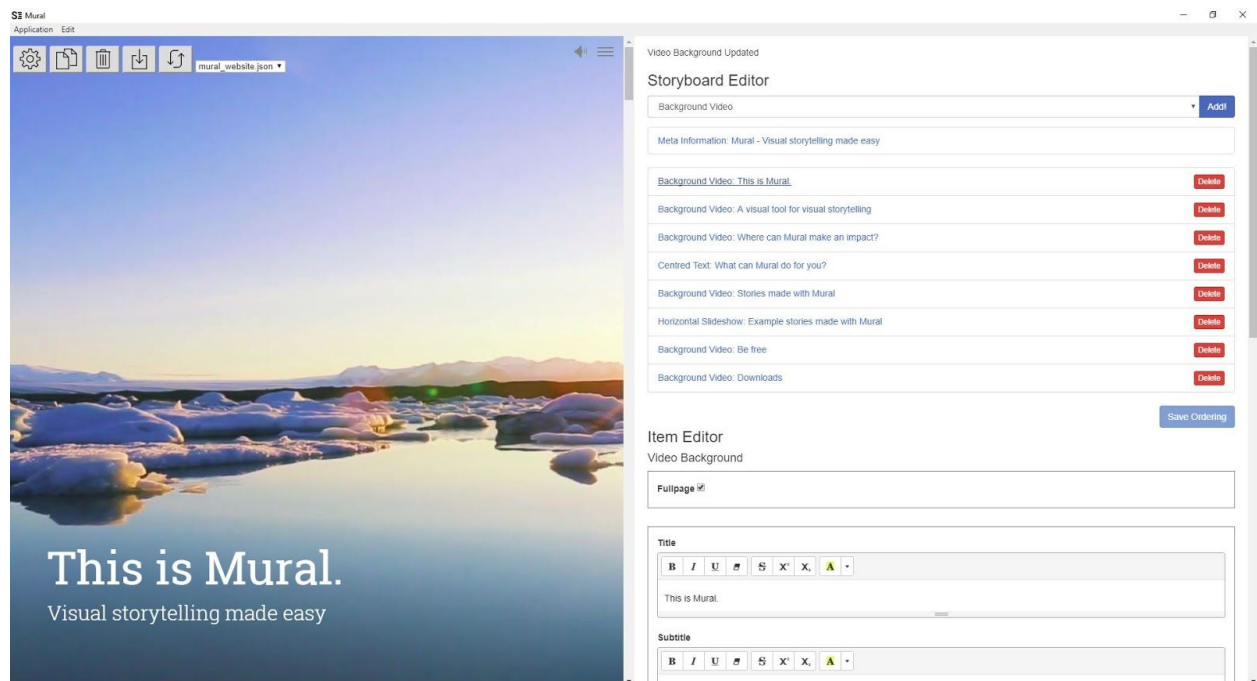 Mural
Application Edit
mural_website.json
This is Mural.
Visual storytelling made easy
Video Background Updated
Storyboard Editor
Background Video
Add!
Meta Information: Mural - Visual storytelling made easy
Background Video: This is Mural.
Delete
Background Video: A visual tool for visual storytelling
Delete
Background Video: Where can Mural make an impact?
Delete
Centred Text: What can Mural do for you?
Delete
Background Video: Stories made with Mural
Delete
Horizontal Slideshow: Example stories made with Mural
Delete
Background Video: Be free
Delete
Background Video: Downloads
Delete
Save Ordering
Item Editor
Video Background
Fullpage
Title
B I U S X² X₂ A
This is Mural.
Subtitle
B I U S X² X₂ A